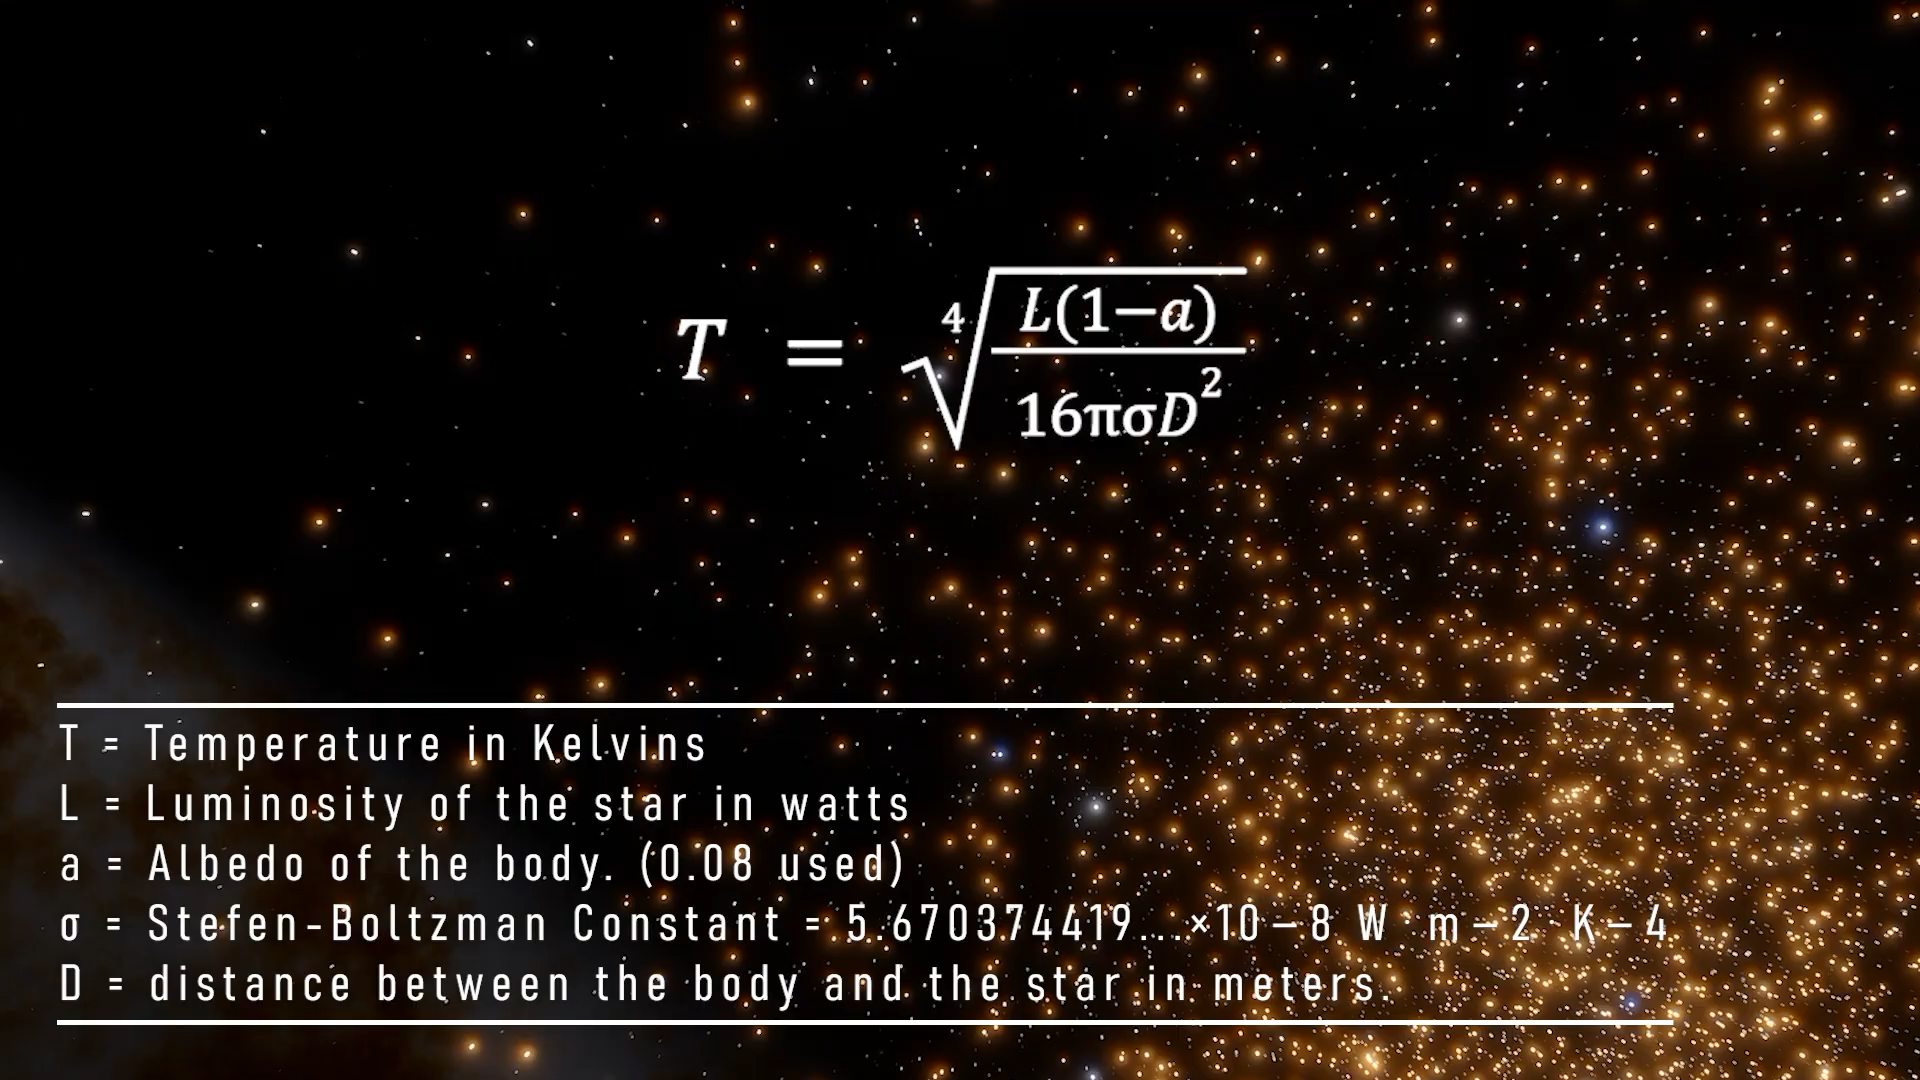 T = ⁴√(L(1−a) / 16πσD²)
T = Temperature in Kelvins
L = Luminosity of the star in watts
a = Albedo of the body. (0.08 used)
σ = Stefen-Boltzman Constant = 5.670374419...×10−8 W · m−2 · K−4
D = distance between the body and the star in meters.